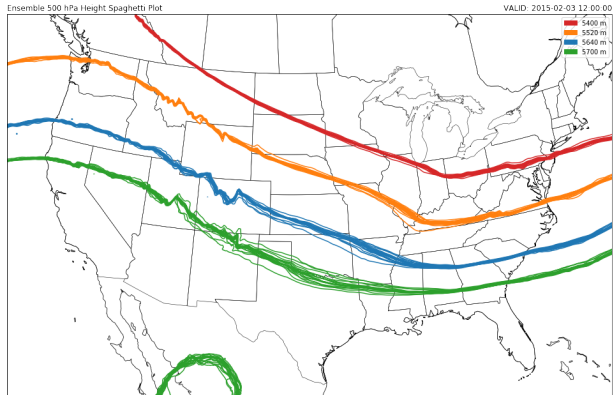 Ensemble 500 hPa Height Spaghetti Plot
VALID: 2015-02-03 12:00:00
5400 m
5520 m
5640 m
5700 m